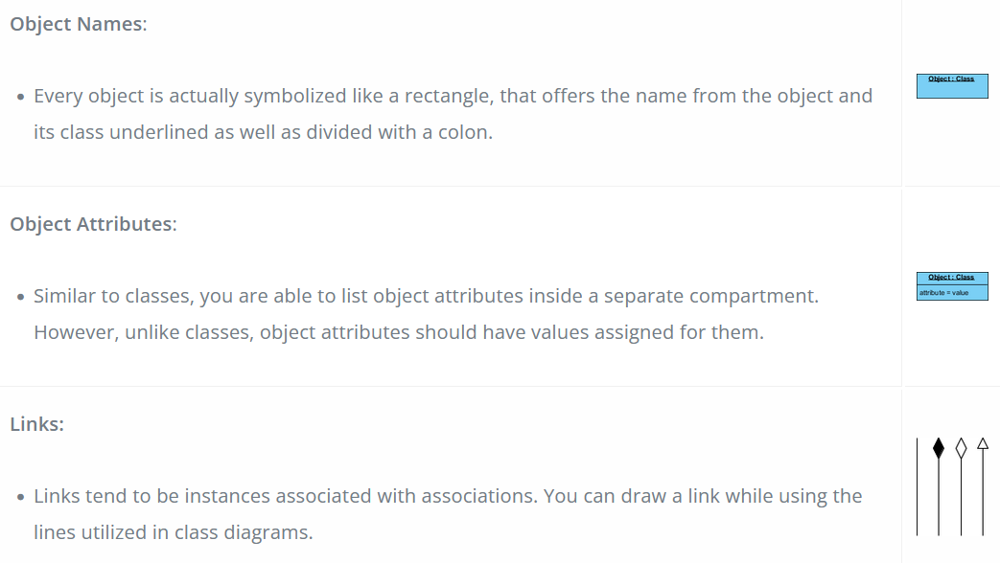 Object Names:
Object : Class
• Every object is actually symbolized like a rectangle, that offers the name from the object and
its class underlined as well as divided with a colon.
Object Attributes:
Object : Class
attribute = value
• Similar to classes, you are able to list object attributes inside a separate compartment.
However, unlike classes, object attributes should have values assigned for them.
Links:
• Links tend to be instances associated with associations. You can draw a link while using the
lines utilized in class diagrams.